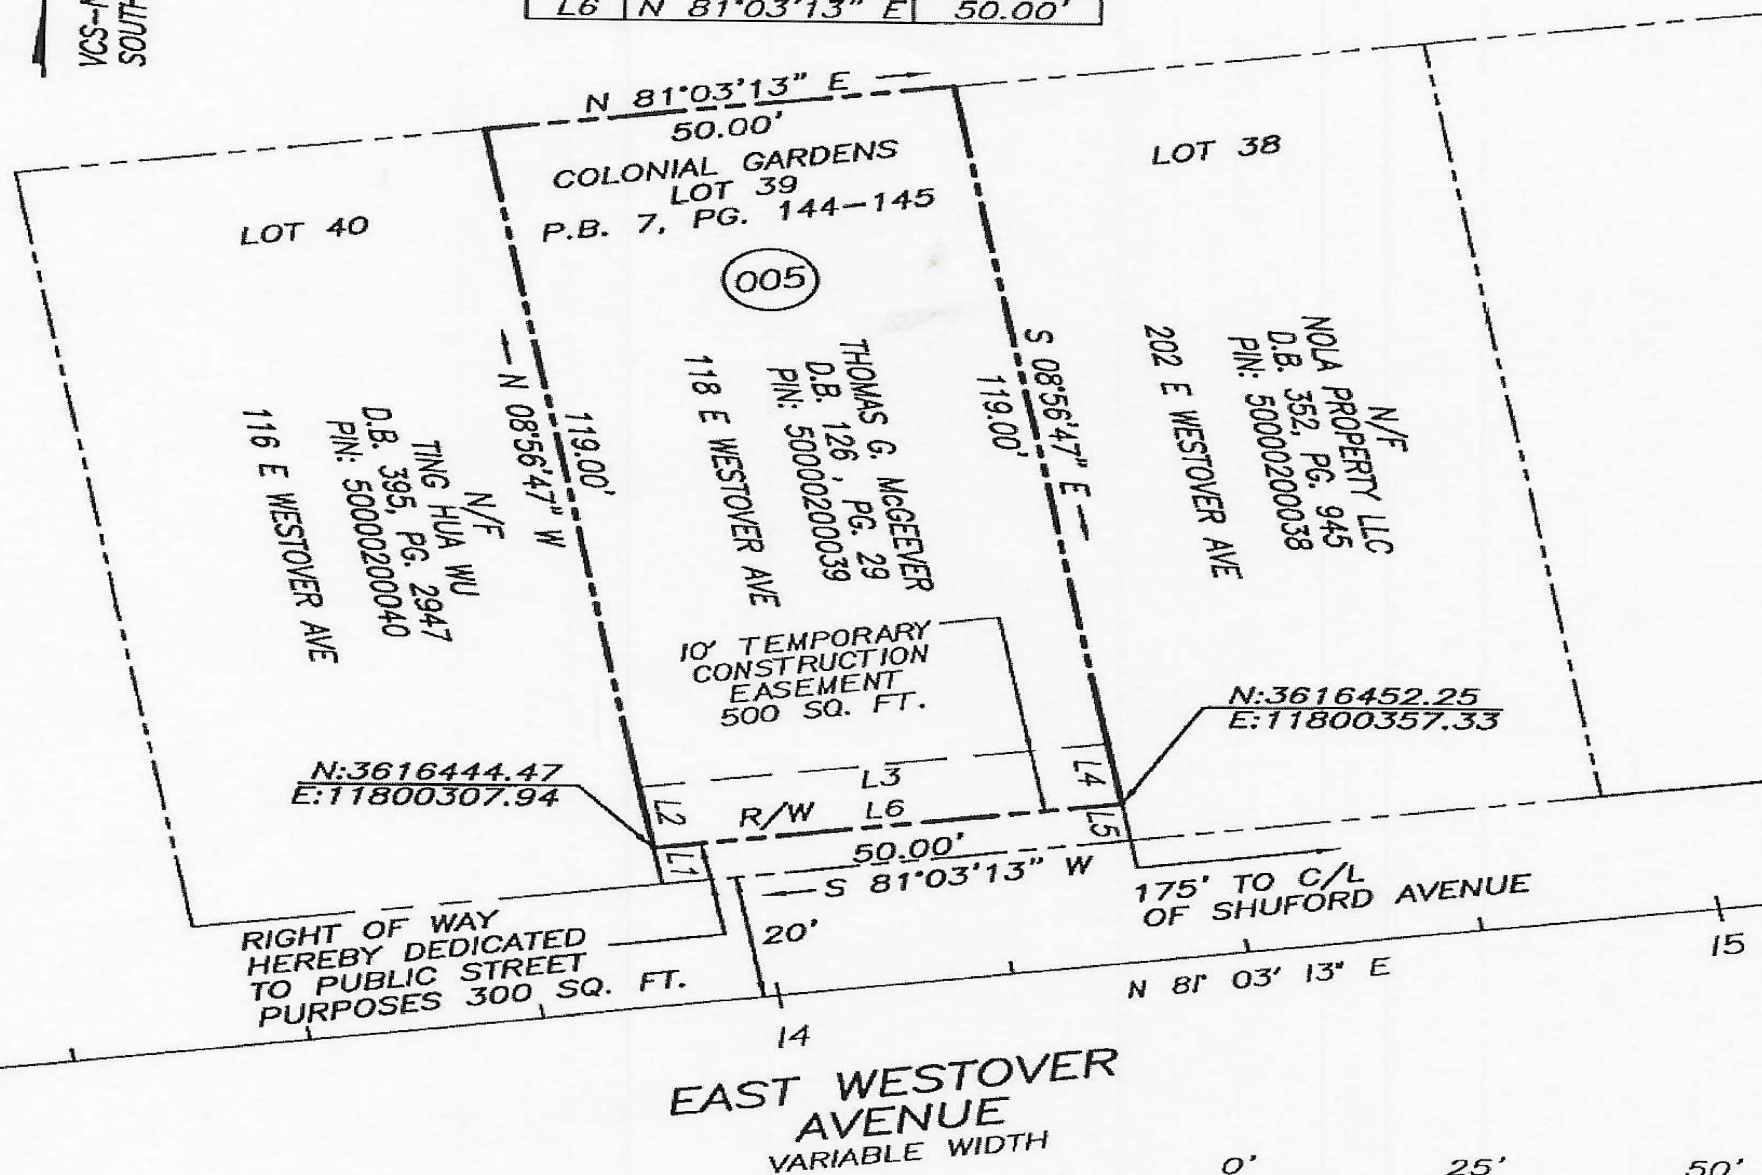 VCS-
SOUTH
L6 N 81°03'13" E 50.00'
N 81°03'13" E
50.00'
COLONIAL GARDENS
LOT 39
P.B. 7, PG. 144-145
005
LOT 40
LOT 38
N 08°56'47" W
119.00'
S 08°56'47" E
119.00'
N/F
TING HUA WU
D.B. 395, PG. 2947
PIN: 50000200040
116 E WESTOVER AVE
THOMAS G. McGEEVER
D.B. 126 , PG. 29
PIN: 50000200039
118 E WESTOVER AVE
N/F
NOLA PROPERTY LLC
D.B. 352, PG. 945
PIN: 50000200038
202 E WESTOVER AVE
10' TEMPORARY
CONSTRUCTION
EASEMENT
500 SQ. FT.
N:3616452.25
E:11800357.33
N:3616444.47
E:11800307.94
L3
L4
L2
R/W
L6
L5
L1
50.00'
S 81°03'13" W
175' TO C/L
OF SHUFORD AVENUE
RIGHT OF WAY
HEREBY DEDICATED
TO PUBLIC STREET
PURPOSES 300 SQ. FT.
20'
N 81° 03' 13" E
14
15
EAST WESTOVER
AVENUE
VARIABLE WIDTH
0'
25'
50'